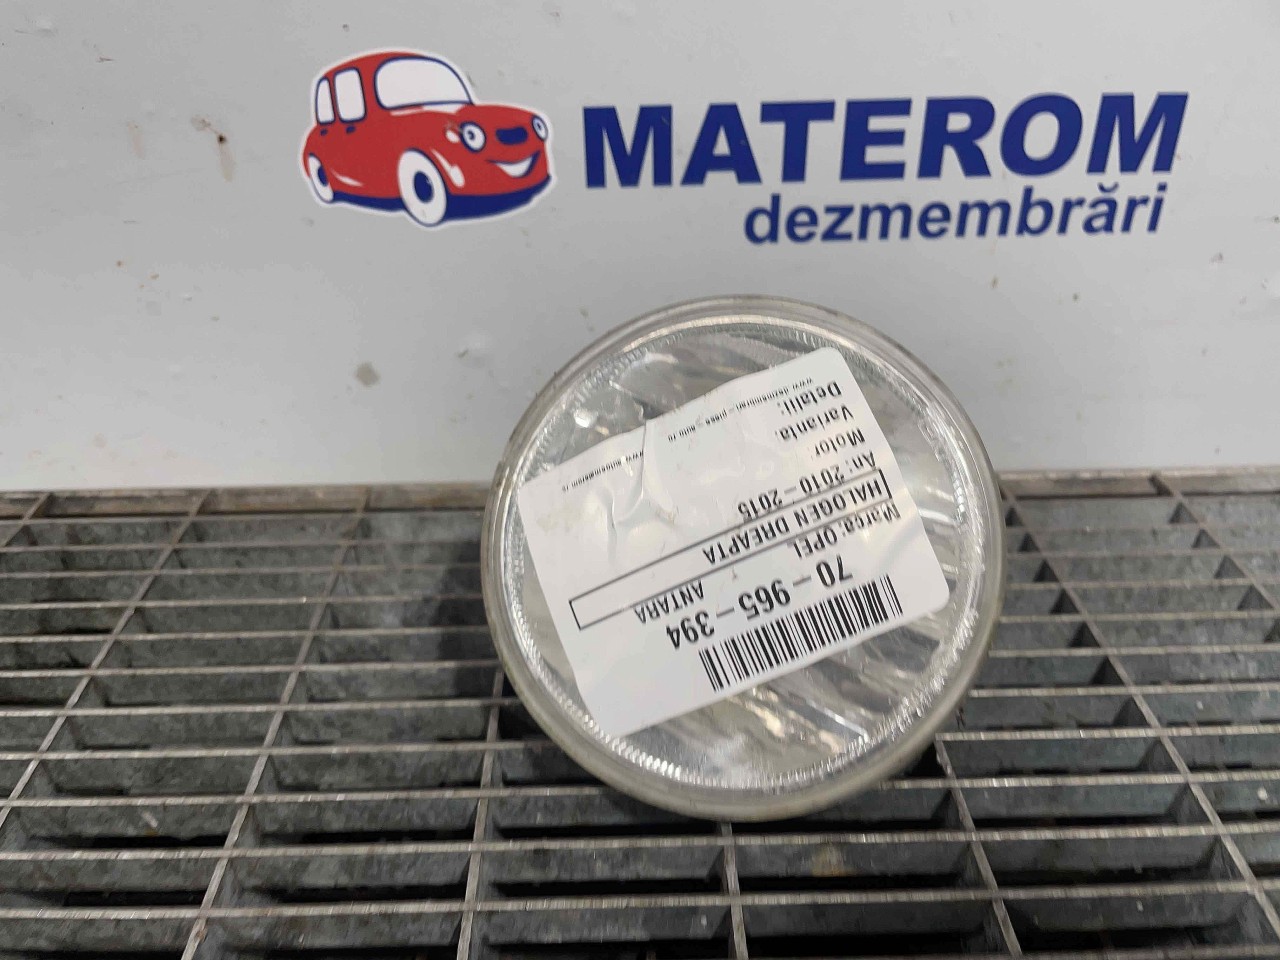 MATEROM
dezmembrări
70-965-394
Marca: OPEL ANTARA
HALOGEN DREAPTA
An: 2010-2015
Motor
Varianta:
Detalii: